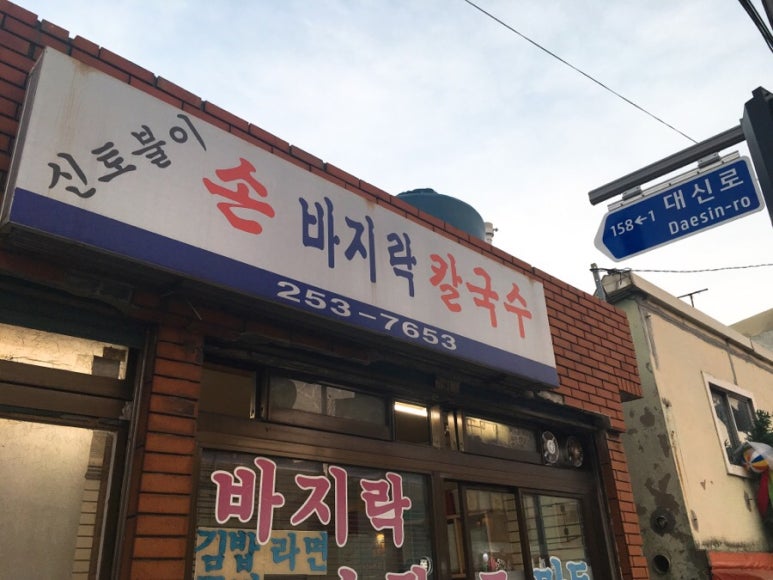 신토불이 손 바지락 칼국수
253-7653
대신로
158←1 Daesin-ro
바지락
김밥 라면